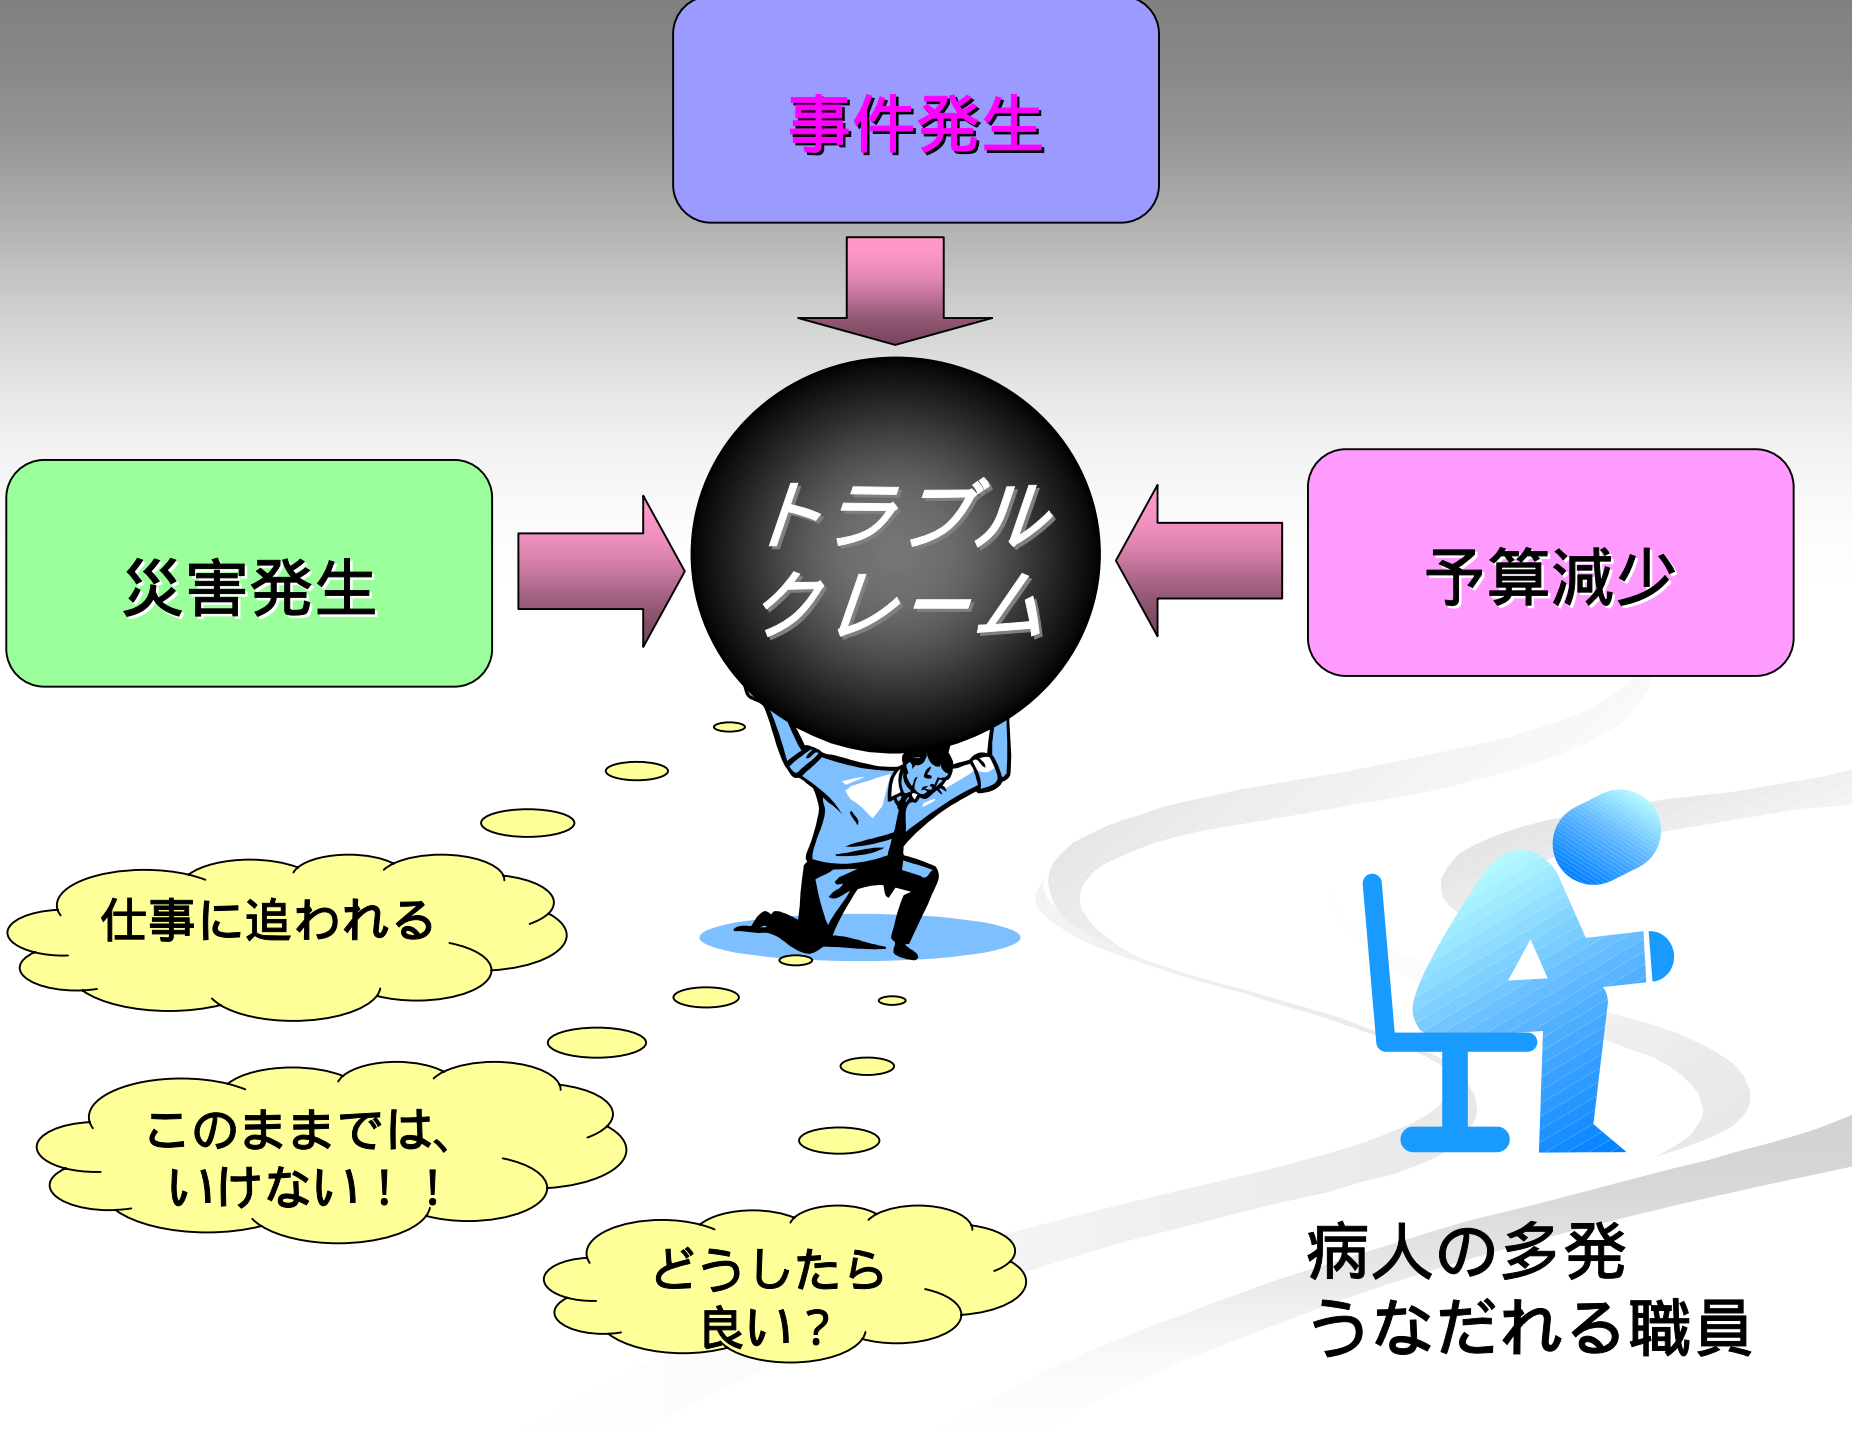 事件発生
トラブル
クレーム
災害発生
予算減少
仕事に追われる
このままでは、
いけない！！
どうしたら
良い？
病人の多発
うなだれる職員